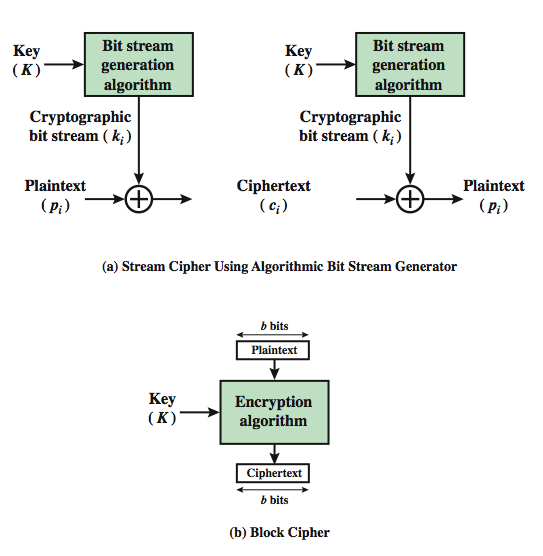 Key
(K)
Bit stream
generation
algorithm
Cryptographic
bit stream ( kᵢ )
Plaintext
( pᵢ )
Key
(K)
Bit stream
generation
algorithm
Cryptographic
bit stream ( kᵢ )
Ciphertext
( cᵢ )
Plaintext
( pᵢ )
(a) Stream Cipher Using Algorithmic Bit Stream Generator
b bits
Plaintext
Key
(K)
Encryption
algorithm
Ciphertext
b bits
(b) Block Cipher